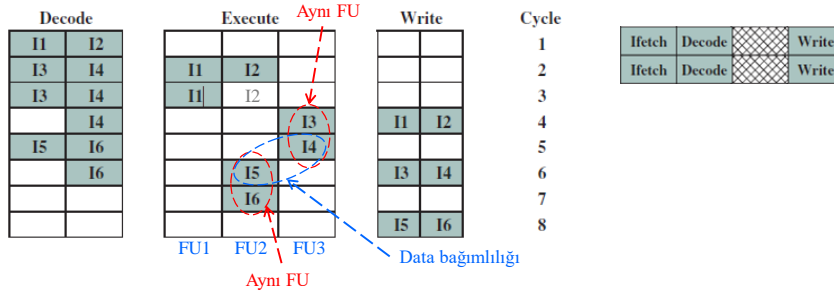 Decode Execute Aynı FU Write Cycle
I1 I2 1
I3 I4 I1 I2 2
I3 I4 I1 I2 3
I4 I3 I1 I2 4
I5 I6 I4 5
I6 I5 I3 I4 6
I6 7
I5 I6 8
FU1 FU2 FU3 Data bağımlılığı
Aynı FU
Ifetch Decode Write
Ifetch Decode Write